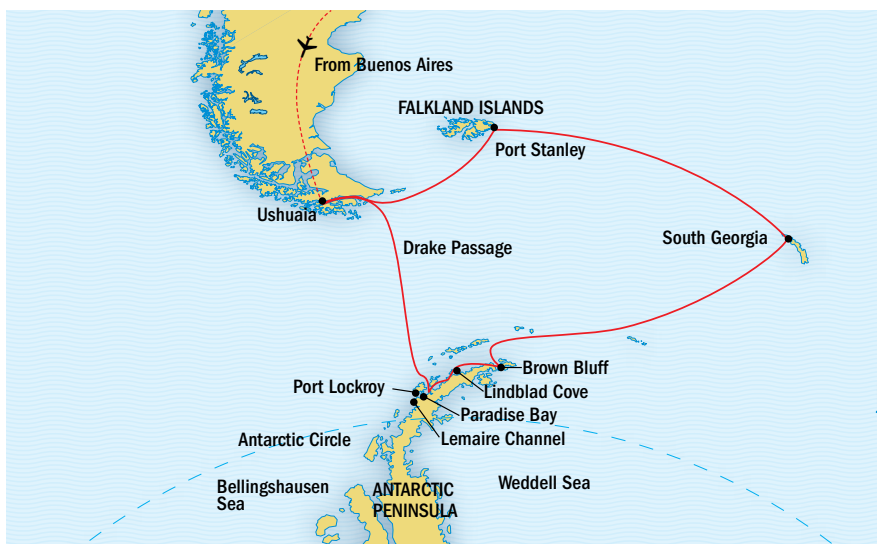 From Buenos Aires
FALKLAND ISLANDS
Port Stanley
Ushuaia
South Georgia
Drake Passage
Brown Bluff
Port Lockroy
Lindblad Cove
Paradise Bay
Antarctic Circle
Lemaire Channel
Bellingshausen
Sea
ANTARCTIC
PENINSULA
Weddell Sea